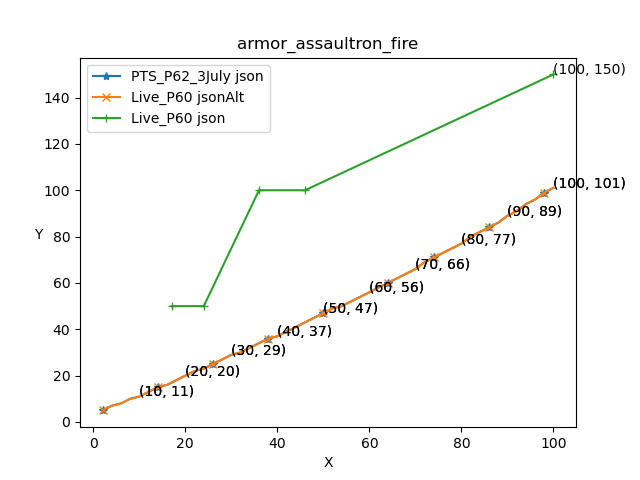 armor_assaultron_fire
PTS_P62_3July json
Live_P60 jsonAlt
Live_P60 json
(100, 150)
140
120
100
(100, 101)
(90, 89)
Y
80
(80, 77)
(70, 66)
60
(60, 56)
(50, 47)
40
(40, 37)
(30, 29)
20
(20, 20)
(10, 11)
0
0 20 40 60 80 100
X